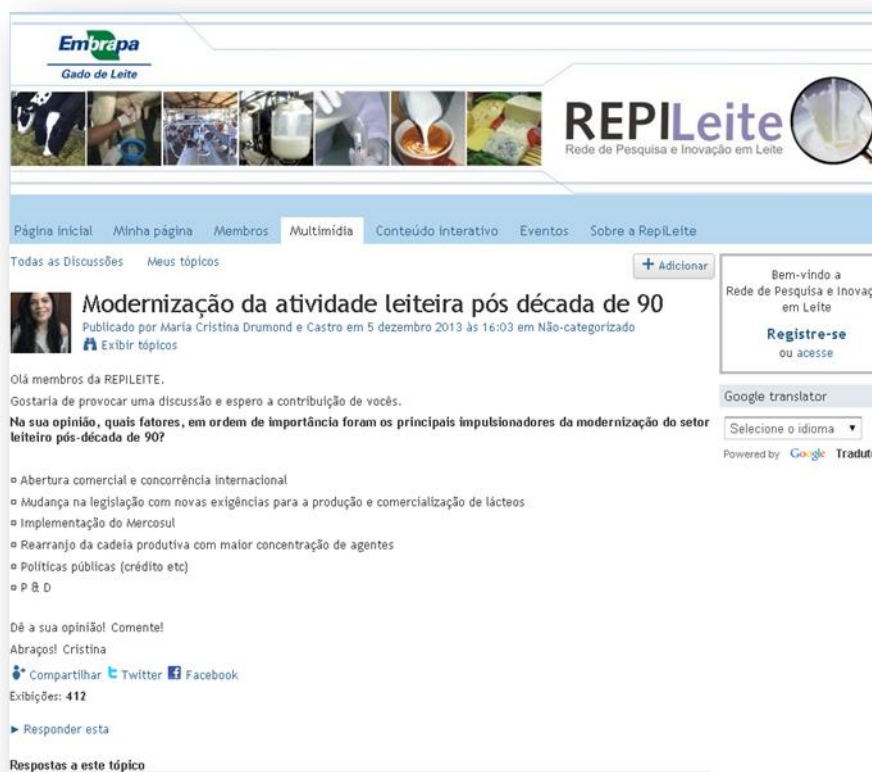 Embrapa
Gado de Leite
REPILeite
Rede de Pesquisa e Inovação em Leite
Página inicial Minha página Membros Multimídia Conteúdo interativo Eventos Sobre a RepiLeite
Todas as Discussões Meus tópicos
+ Adicionar
Modernização da atividade leiteira pós década de 90
Publicado por Maria Cristina Drumond e Castro em 5 dezembro 2013 às 16:03 em Não-categorizado
Exibir tópicos
Olá membros da REPILEITE.
Gostaria de provocar uma discussão e espero a contribuição de vocês.
Na sua opinião, quais fatores, em ordem de importância foram os principais impulsionadores da modernização do setor
leiteiro pós-década de 90?
¤ Abertura comercial e concorrência internacional
¤ Mudança na legislação com novas exigências para a produção e comercialização de lácteos
¤ Implementação do Mercosul
¤ Rearranjo da cadeia produtiva com maior concentração de agentes
¤ Políticas públicas (crédito etc)
¤ P & D
Dê a sua opinião! Comente!
Abraços! Cristina
Compartilhar Twitter Facebook
Exibições: 412
► Responder esta
Respostas a este tópico
Bem-vindo a
Rede de Pesquisa e Inovaç
em Leite
Registre-se
ou acesse
Google translator
Selecione o idioma ▼
Powered by Google Tradut